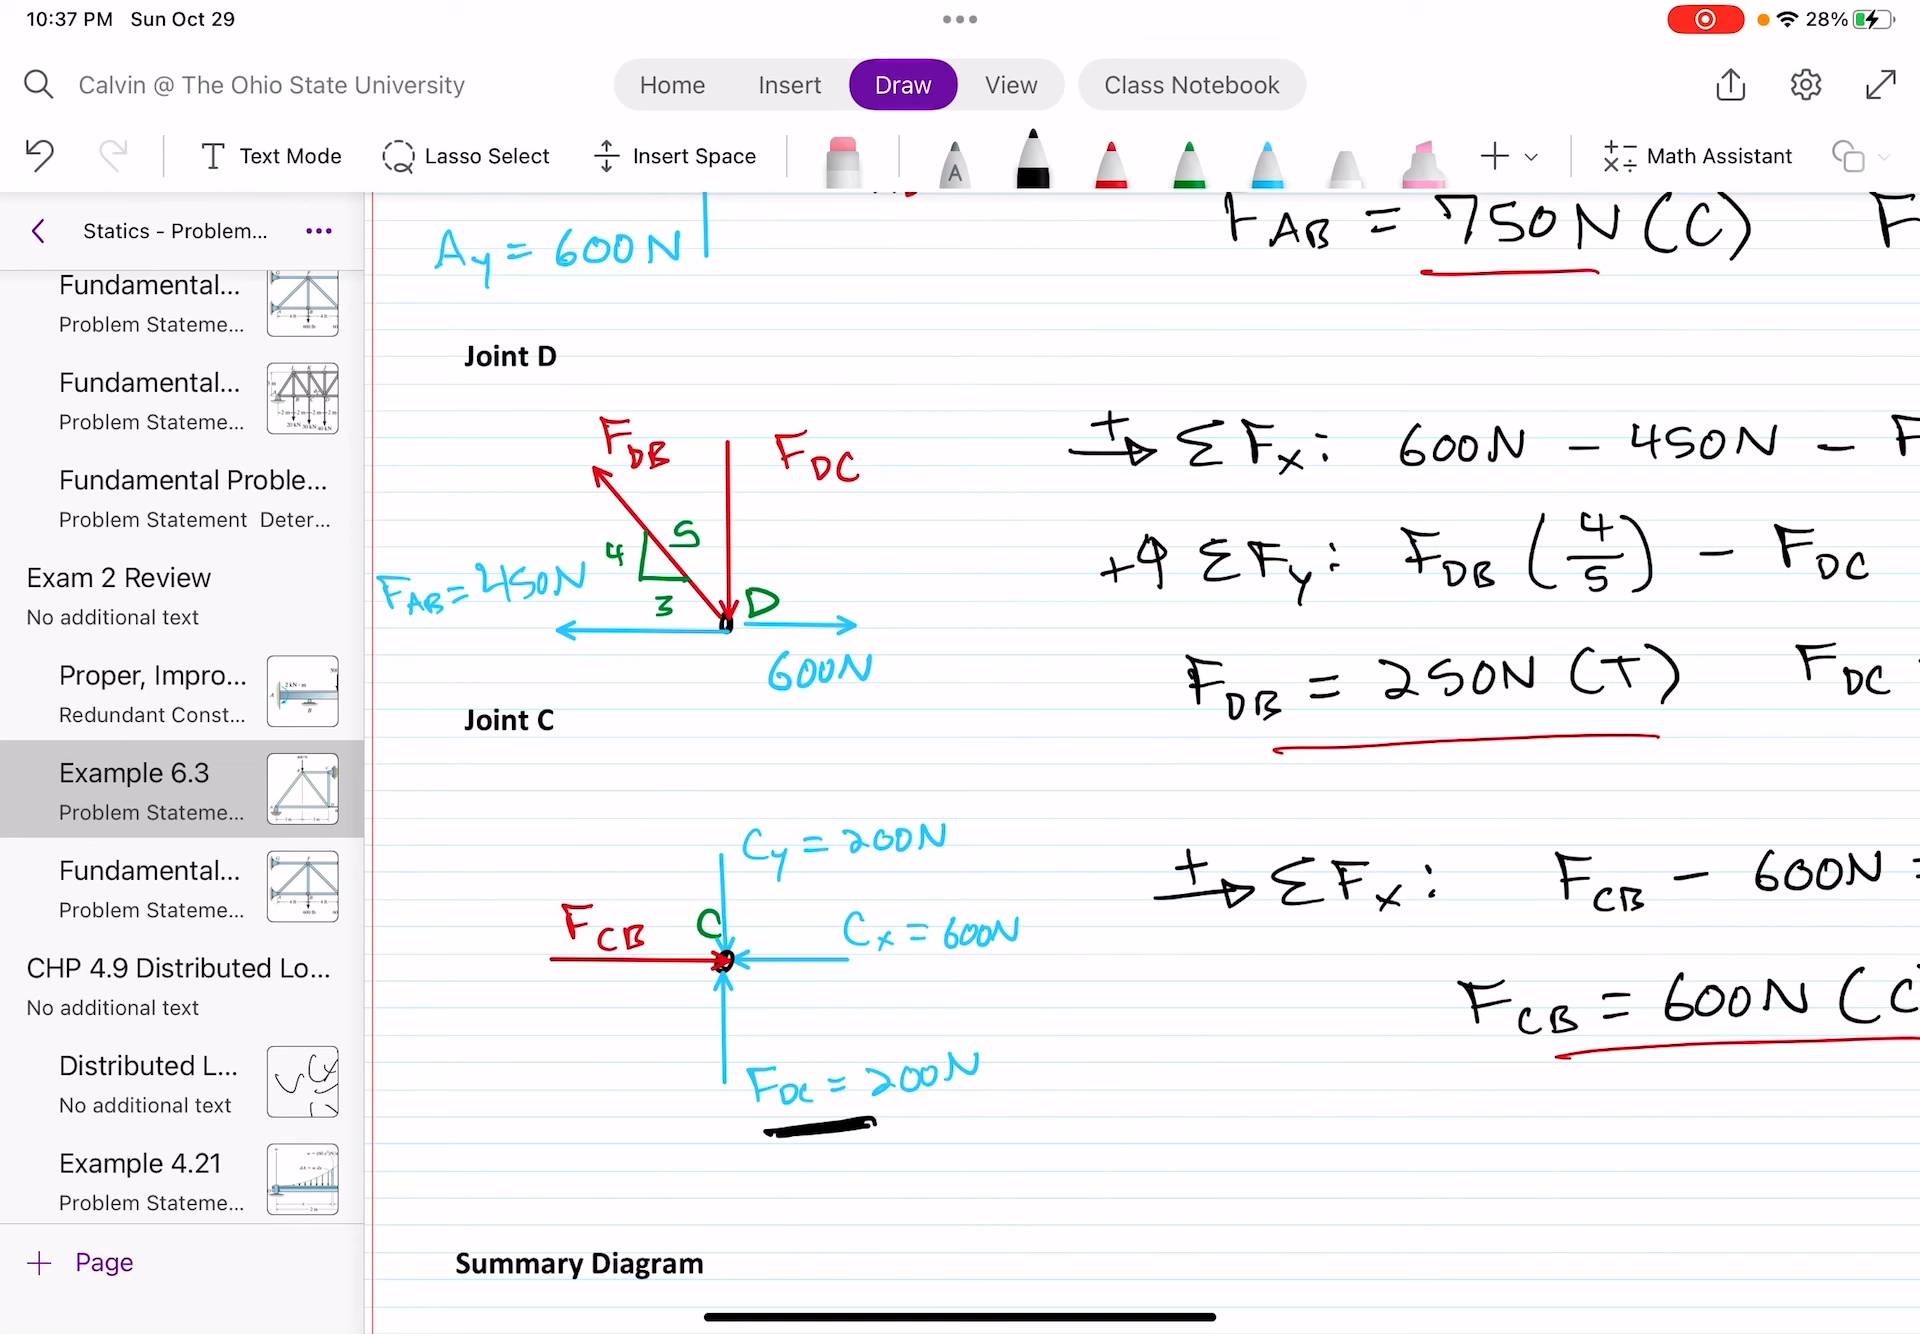 10:37 PM Sun Oct 29
28%
Calvin @ The Ohio State University
Home Insert Draw View Class Notebook
Text Mode Lasso Select Insert Space A Math Assistant
Statics - Problem...
Fundamental...
Problem Stateme...
Fundamental...
Problem Stateme...
Fundamental Proble...
Problem Statement Deter...
Exam 2 Review
No additional text
Proper, Impro...
Redundant Const...
Example 6.3
Problem Stateme...
Fundamental...
Problem Stateme...
CHP 4.9 Distributed Lo...
No additional text
Distributed L...
No additional text
Example 4.21
Problem Stateme...
+ Page
Ay = 600N
FAB = 750N (C) F
Joint D
FDB FDC
5
4
3
FAB = 450N
D
600N
+→ ΣFx: 600N - 450N - F
+↑ ΣFy: FDB (4/5) - FDC
FDB = 250N (T) FDC
Joint C
Cy = 200N
FCB C Cx = 600N
FDC = 200N
+→ ΣFx: FCB - 600N =
FCB = 600N (C
Summary Diagram